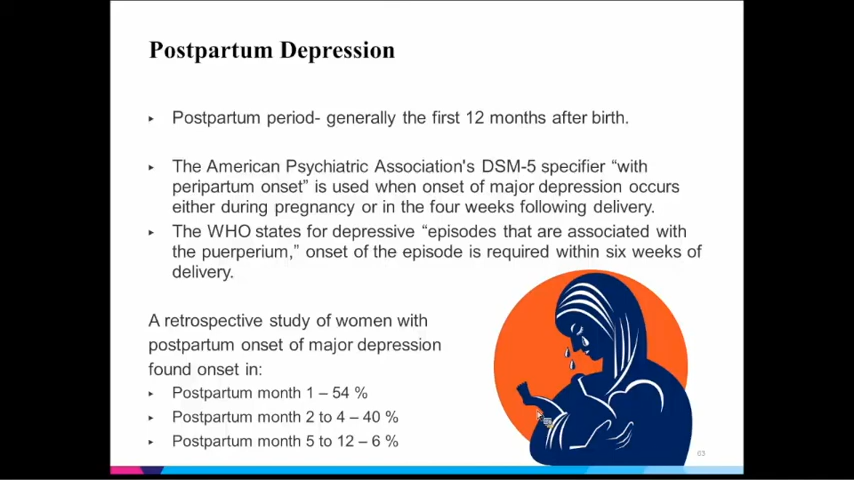 Postpartum Depression
▸ Postpartum period- generally the first 12 months after birth.
▸ The American Psychiatric Association's DSM-5 specifier “with
peripartum onset” is used when onset of major depression occurs
either during pregnancy or in the four weeks following delivery.
▸ The WHO states for depressive “episodes that are associated with
the puerperium,” onset of the episode is required within six weeks of
delivery.
A retrospective study of women with
postpartum onset of major depression
found onset in:
▸ Postpartum month 1 – 54 %
▸ Postpartum month 2 to 4 – 40 %
▸ Postpartum month 5 to 12 – 6 %
03